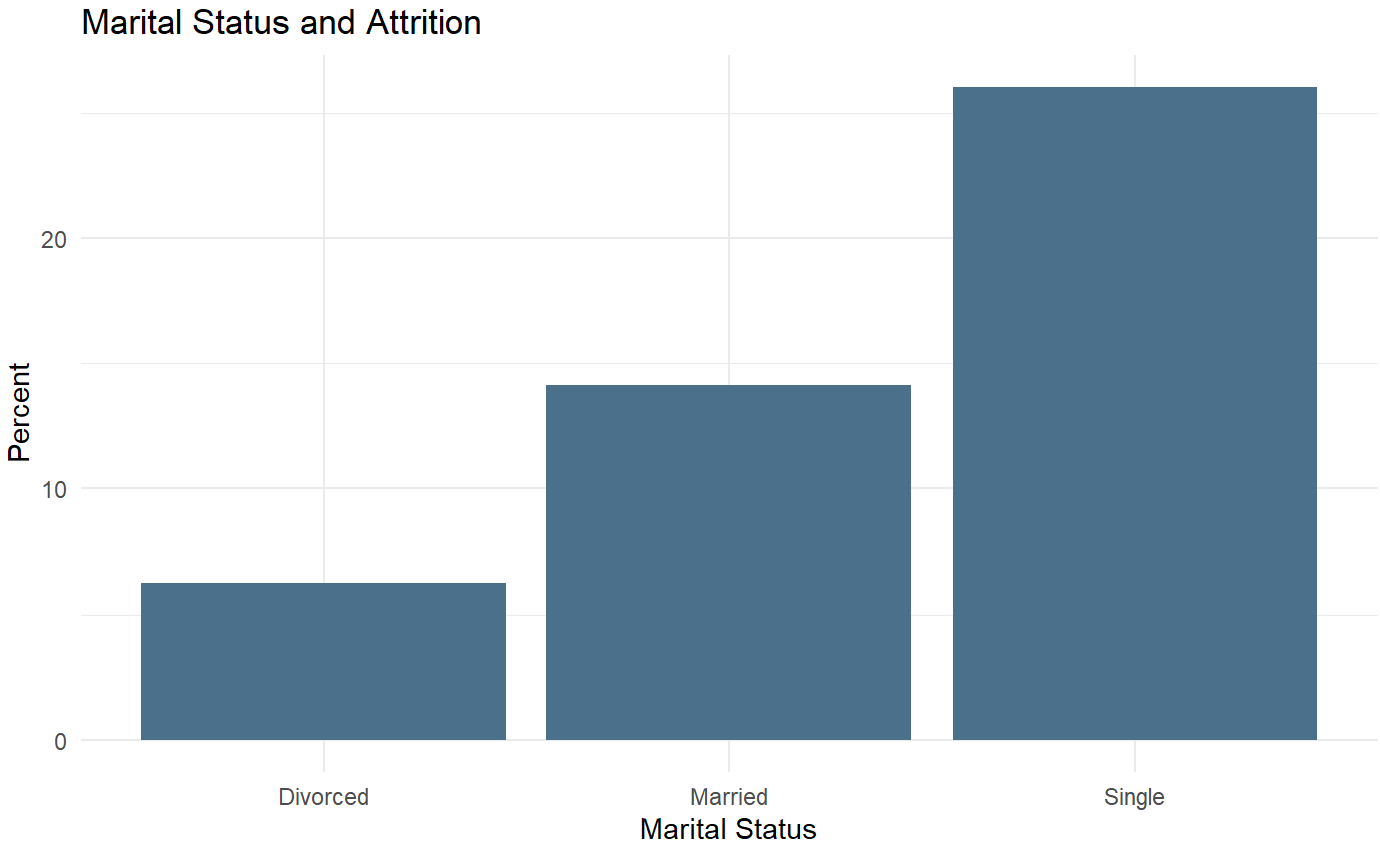 Marital Status and Attrition
Percent
20
10
0
Divorced Married Single
Marital Status